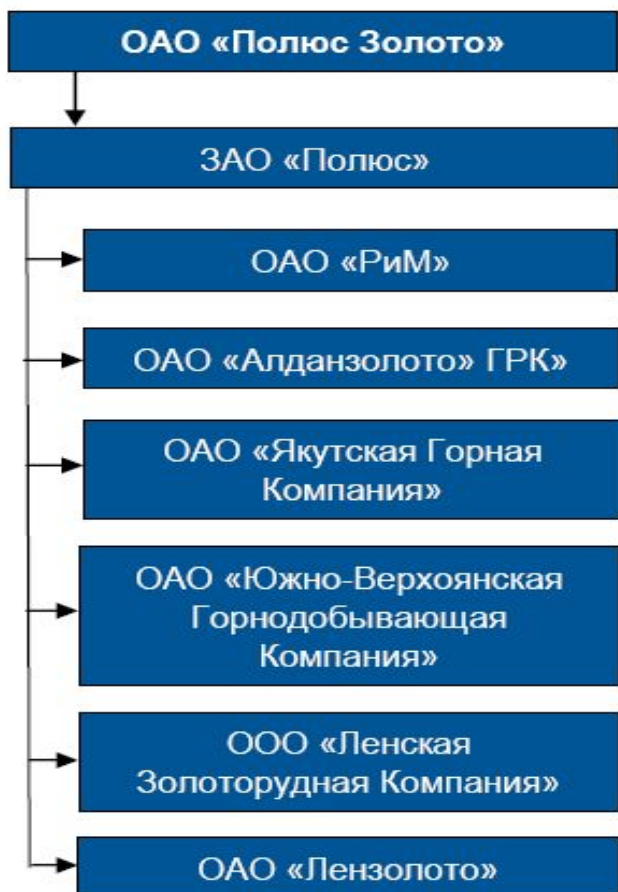 ОАО «Полюс Золото»
ЗАО «Полюс»
ОАО «РиМ»
ОАО «Алданзолото» ГРК»
ОАО «Якутская Горная
Компания»
ОАО «Южно-Верхоянская
Горнодобывающая
Компания»
ООО «Ленская
Золоторудная Компания»
ОАО «Лензолото»